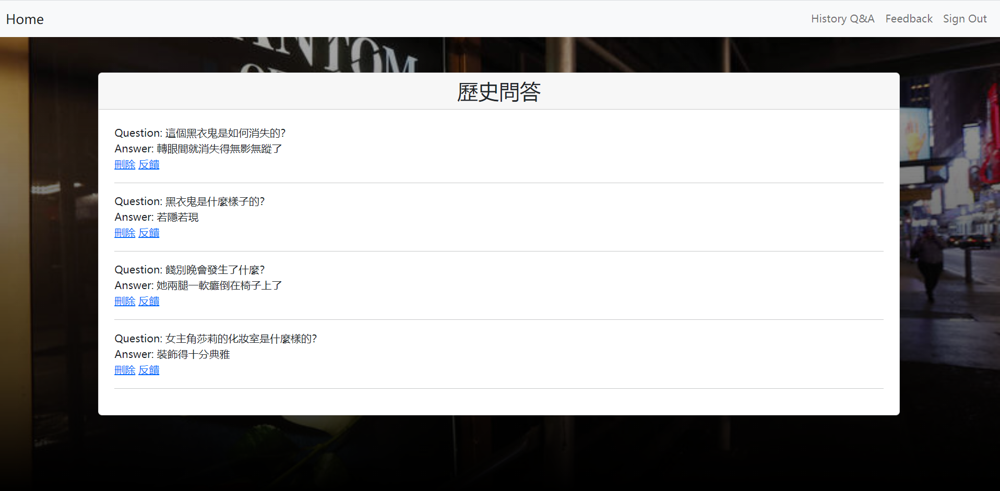 Home
History Q&A Feedback Sign Out
ANTOM
歷史問答
Question: 這個黑衣鬼是如何消失的?
Answer: 轉眼間就消失得無影無蹤了
刪除 反饋
Question: 黑衣鬼是什麼樣子的?
Answer: 若隱若現
刪除 反饋
Question: 餞別晚會發生了什麼?
Answer: 她兩腿一軟癱倒在椅子上了
刪除 反饋
Question: 女主角莎莉的化妝室是什麼樣的?
Answer: 裝飾得十分典雅
刪除 反饋